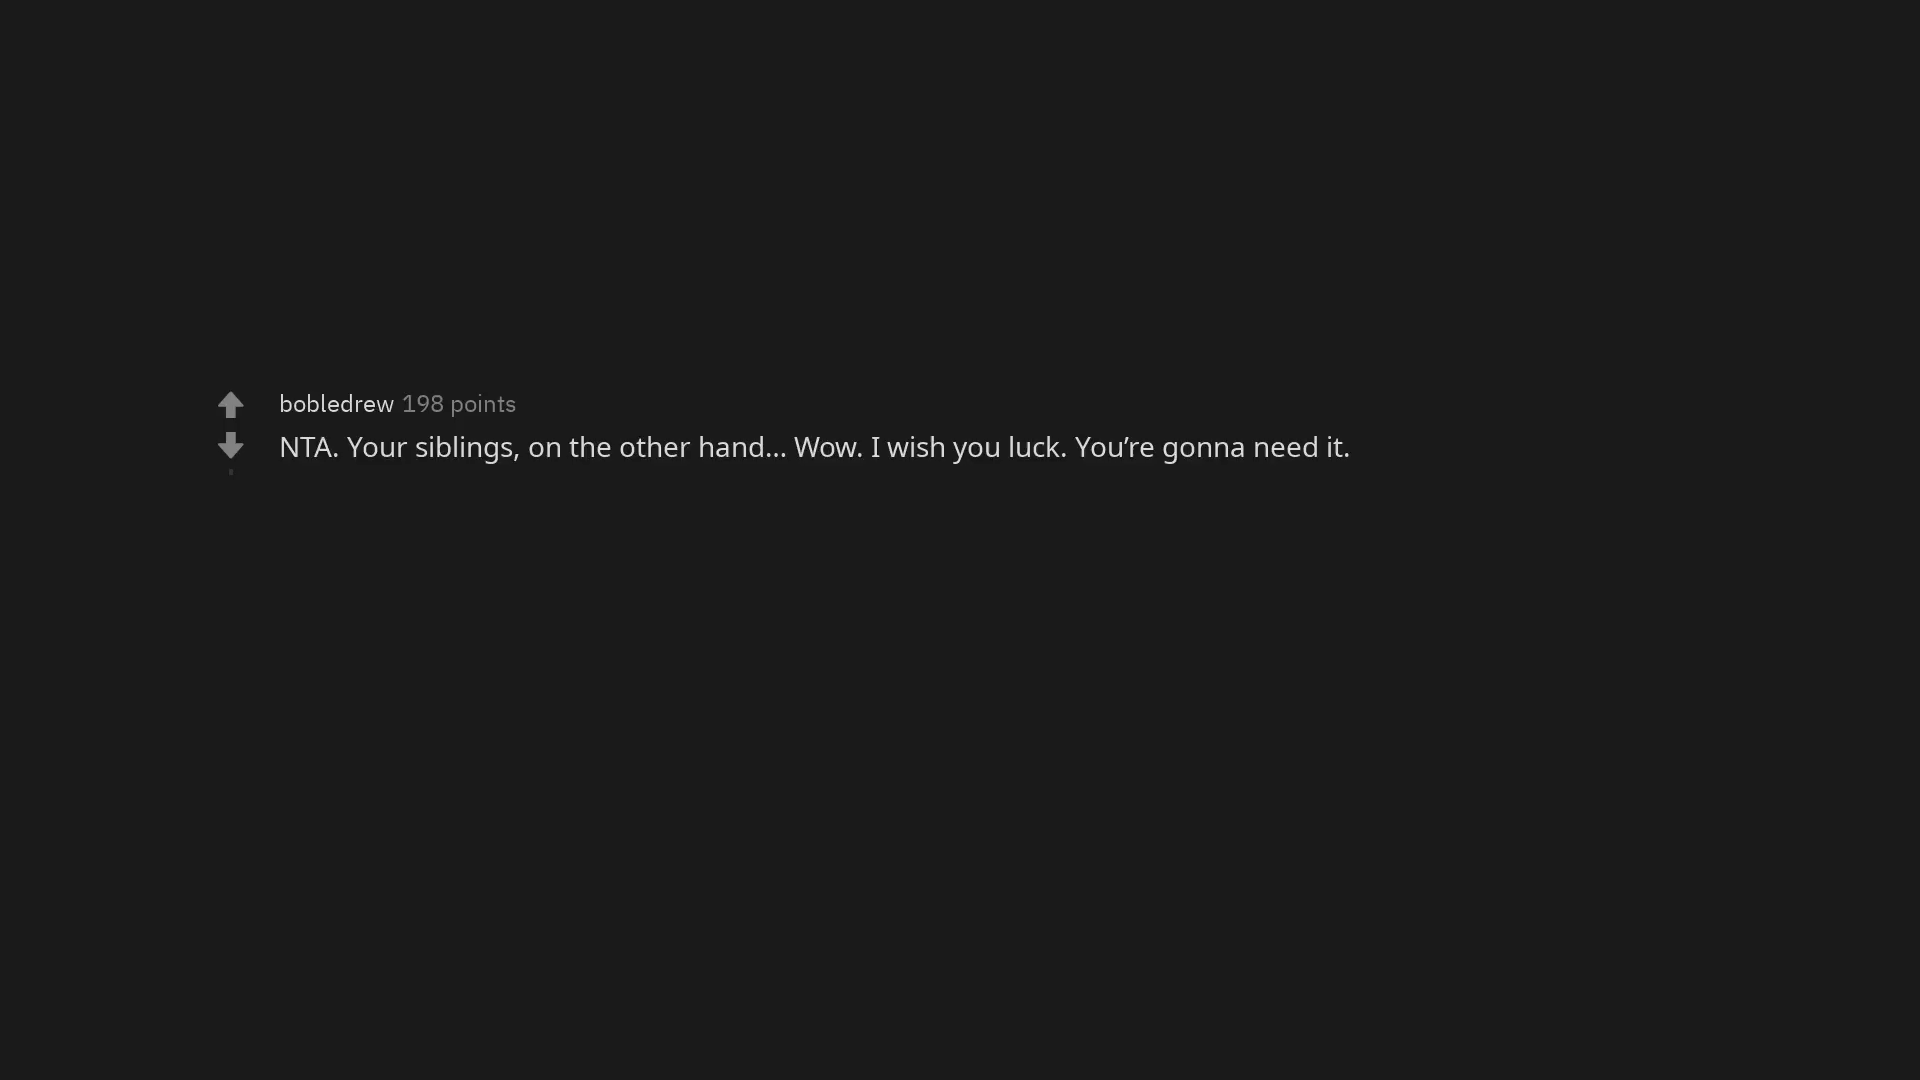 bobledrew 198 points
NTA. Your siblings, on the other hand... Wow. I wish you luck. You’re gonna need it.